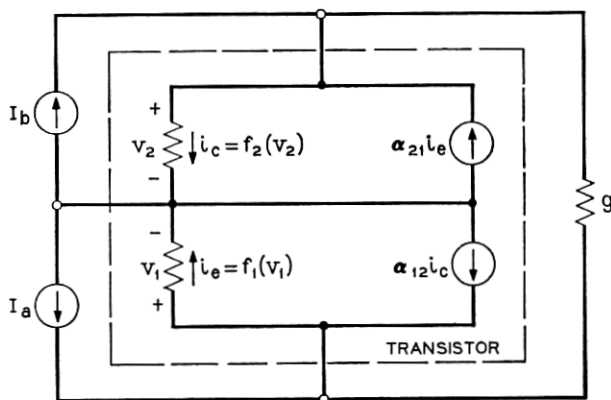 I_b
+
v_2
i_c = f_2(v_2)
α_21 i_e
−
g
−
v_1
i_e = f_1(v_1)
α_12 i_c
+
I_a
TRANSISTOR